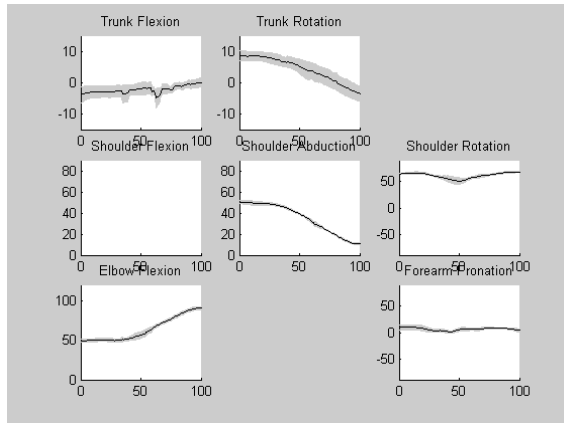 Trunk Flexion Trunk Rotation
10 10
0 0
-10 -10
0 50 100 0 50 100
Shoulder Flexion Shoulder Abduction Shoulder Rotation
80 80
60 60 50
40 40 0
20 20 -50
0 0
0 50 100 0 50 100 0 50 100
Elbow Flexion Forearm Pronation
100 50
50 0
0 -50
0 50 100 0 50 100